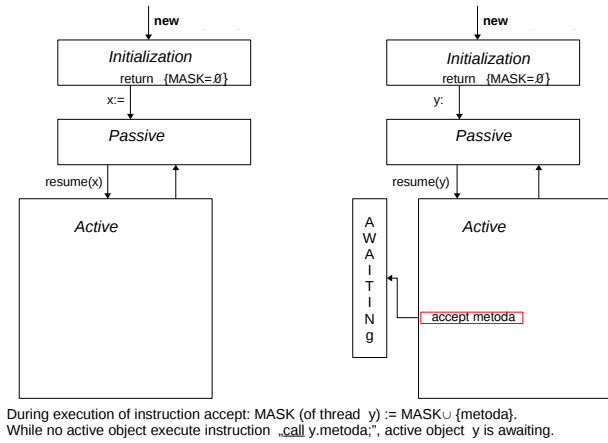 new
new
Initialization
Initialization
return {MASK=∅}
return {MASK=∅}
x:=
y:
Passive
Passive
resume(x)
resume(y)
Active
AWAITINg
Active
accept metoda
During execution of instruction accept: MASK (of thread y) := MASK∪ {metoda}.
While no active object execute instruction „call y.metoda;”, active object y is awaiting.